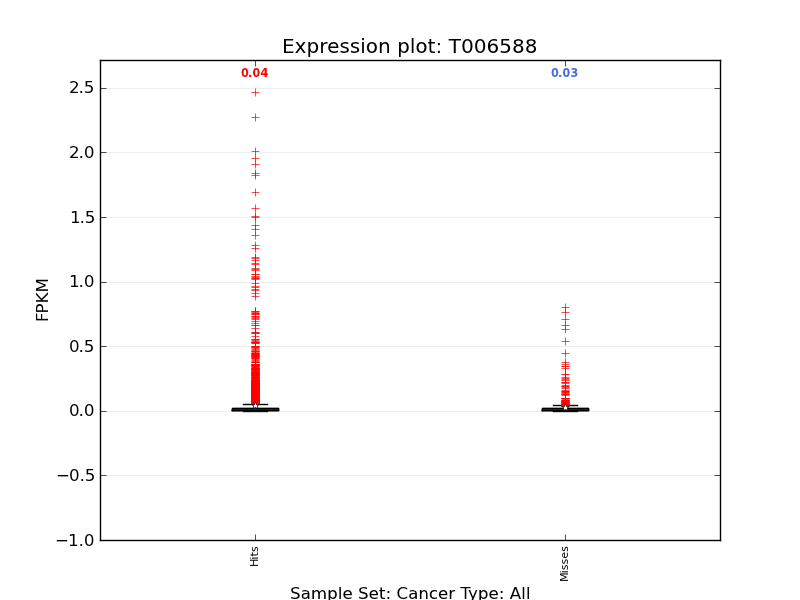 Expression plot: T006588
0.04
0.03
2.5
2.0
1.5
1.0
0.5
0.0
−0.5
−1.0
FPKM
Hits
Misses
Sample Set: Cancer Type: All